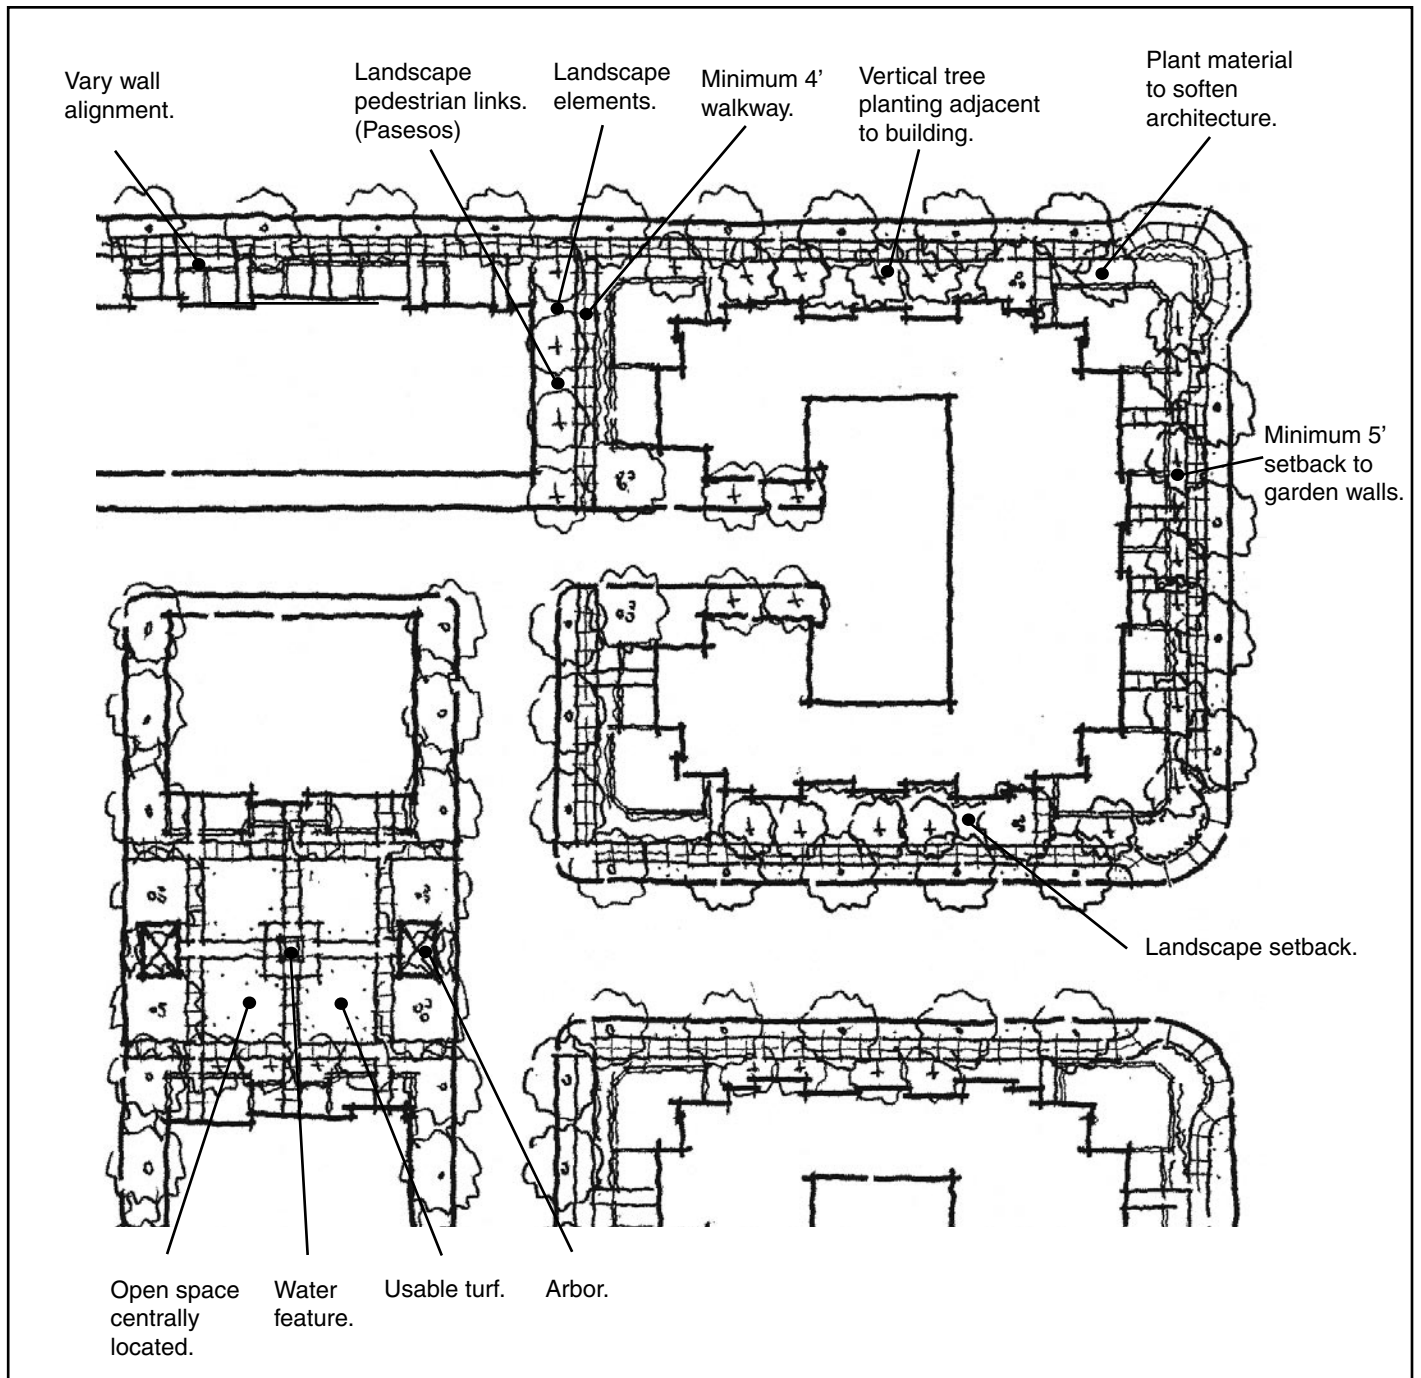 Vary wall
alignment.
Landscape
pedestrian links.
(Pasesos)
Landscape
elements.
Minimum 4’
walkway.
Vertical tree
planting adjacent
to building.
Plant material
to soften
architecture.
Minimum 5’
setback to
garden walls.
Landscape setback.
Open space
centrally
located.
Water
feature.
Usable turf.
Arbor.